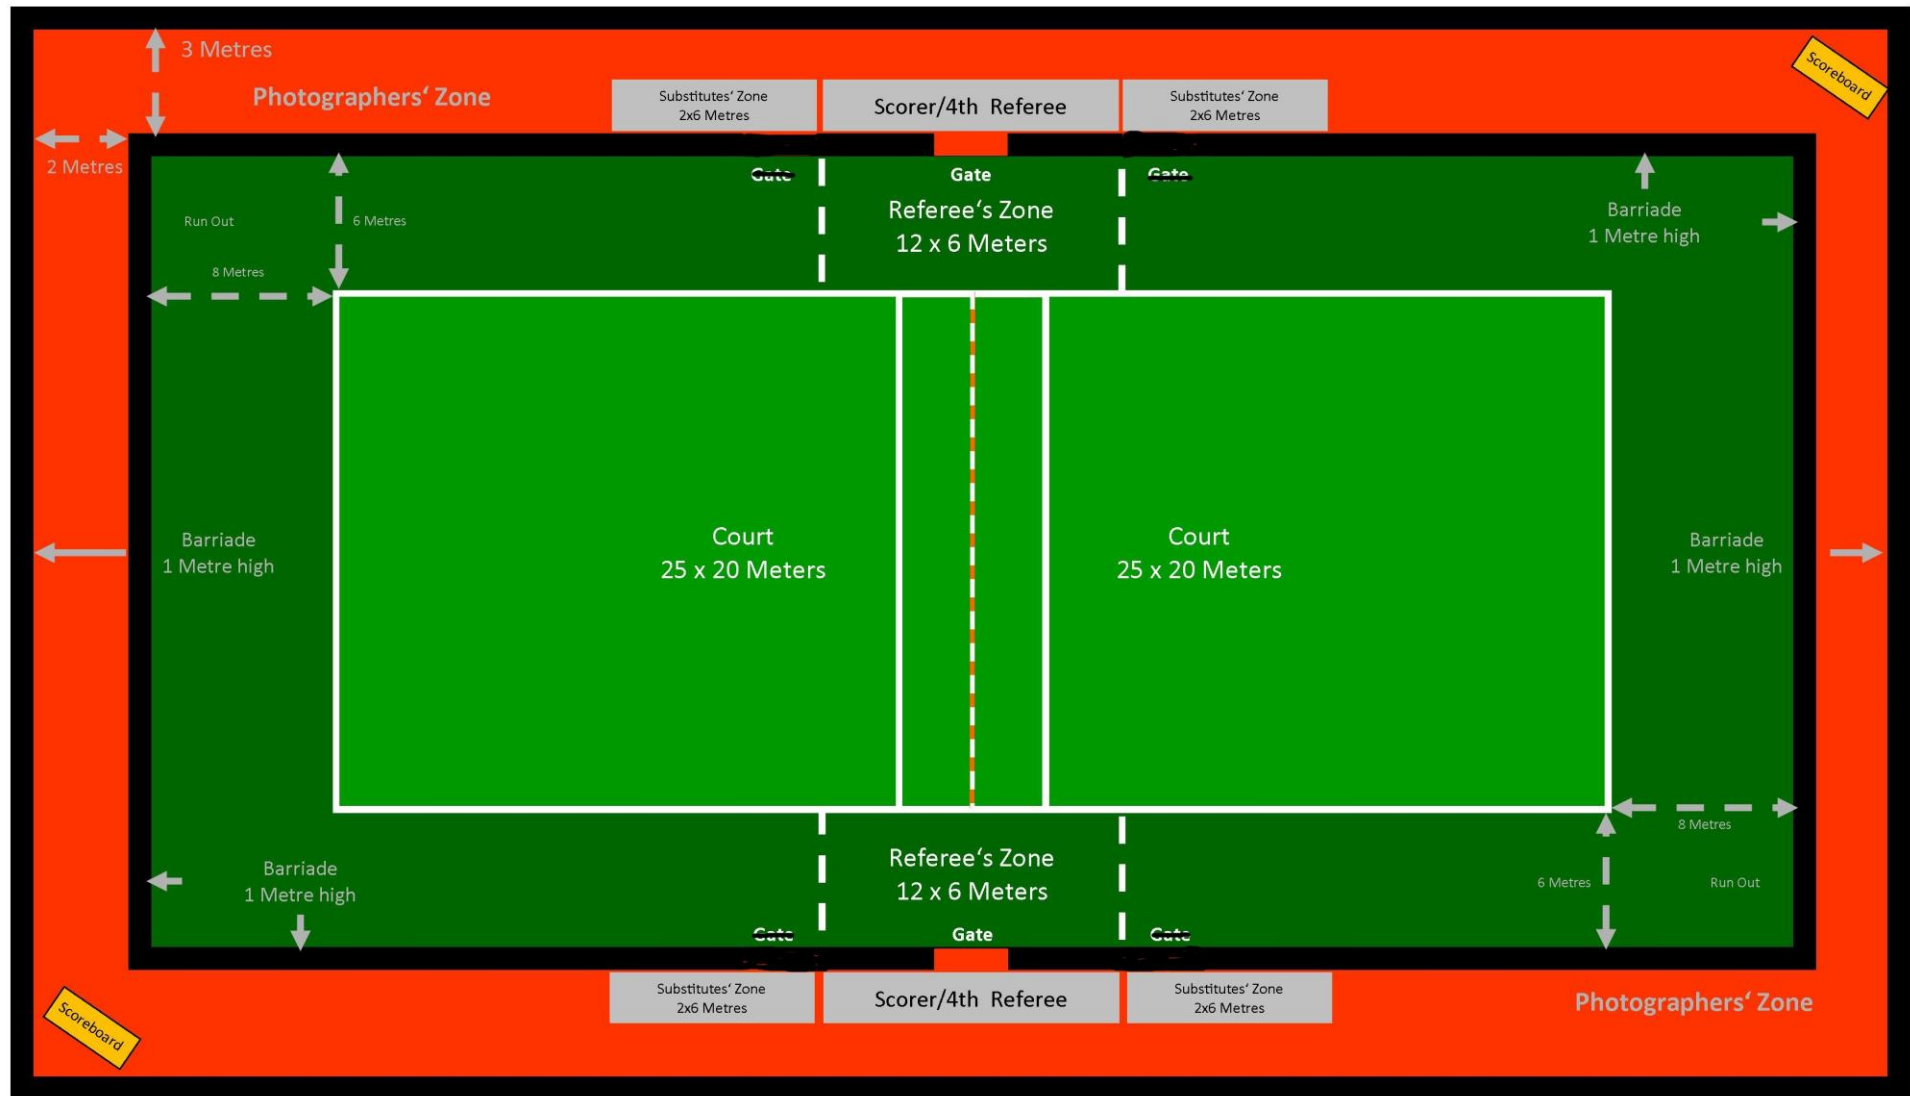 3 Metres
Photographers‘ Zone
Substitutes‘ Zone
2x6 Metres
Scorer/4th Referee
Substitutes‘ Zone
2x6 Metres
Scoreboard
2 Metres
Gate
Gate
Gate
Referee‘s Zone
12 x 6 Meters
Run Out
6 Metres
8 Metres
Barriade
1 Metre high
Court
25 x 20 Meters
Court
25 x 20 Meters
Barriade
1 Metre high
Barriade
1 Metre high
8 Metres
Referee‘s Zone
12 x 6 Meters
Barriade
1 Metre high
6 Metres
Run Out
Gate
Gate
Gate
Substitutes‘ Zone
2x6 Metres
Scorer/4th Referee
Substitutes‘ Zone
2x6 Metres
Photographers‘ Zone
Scoreboard